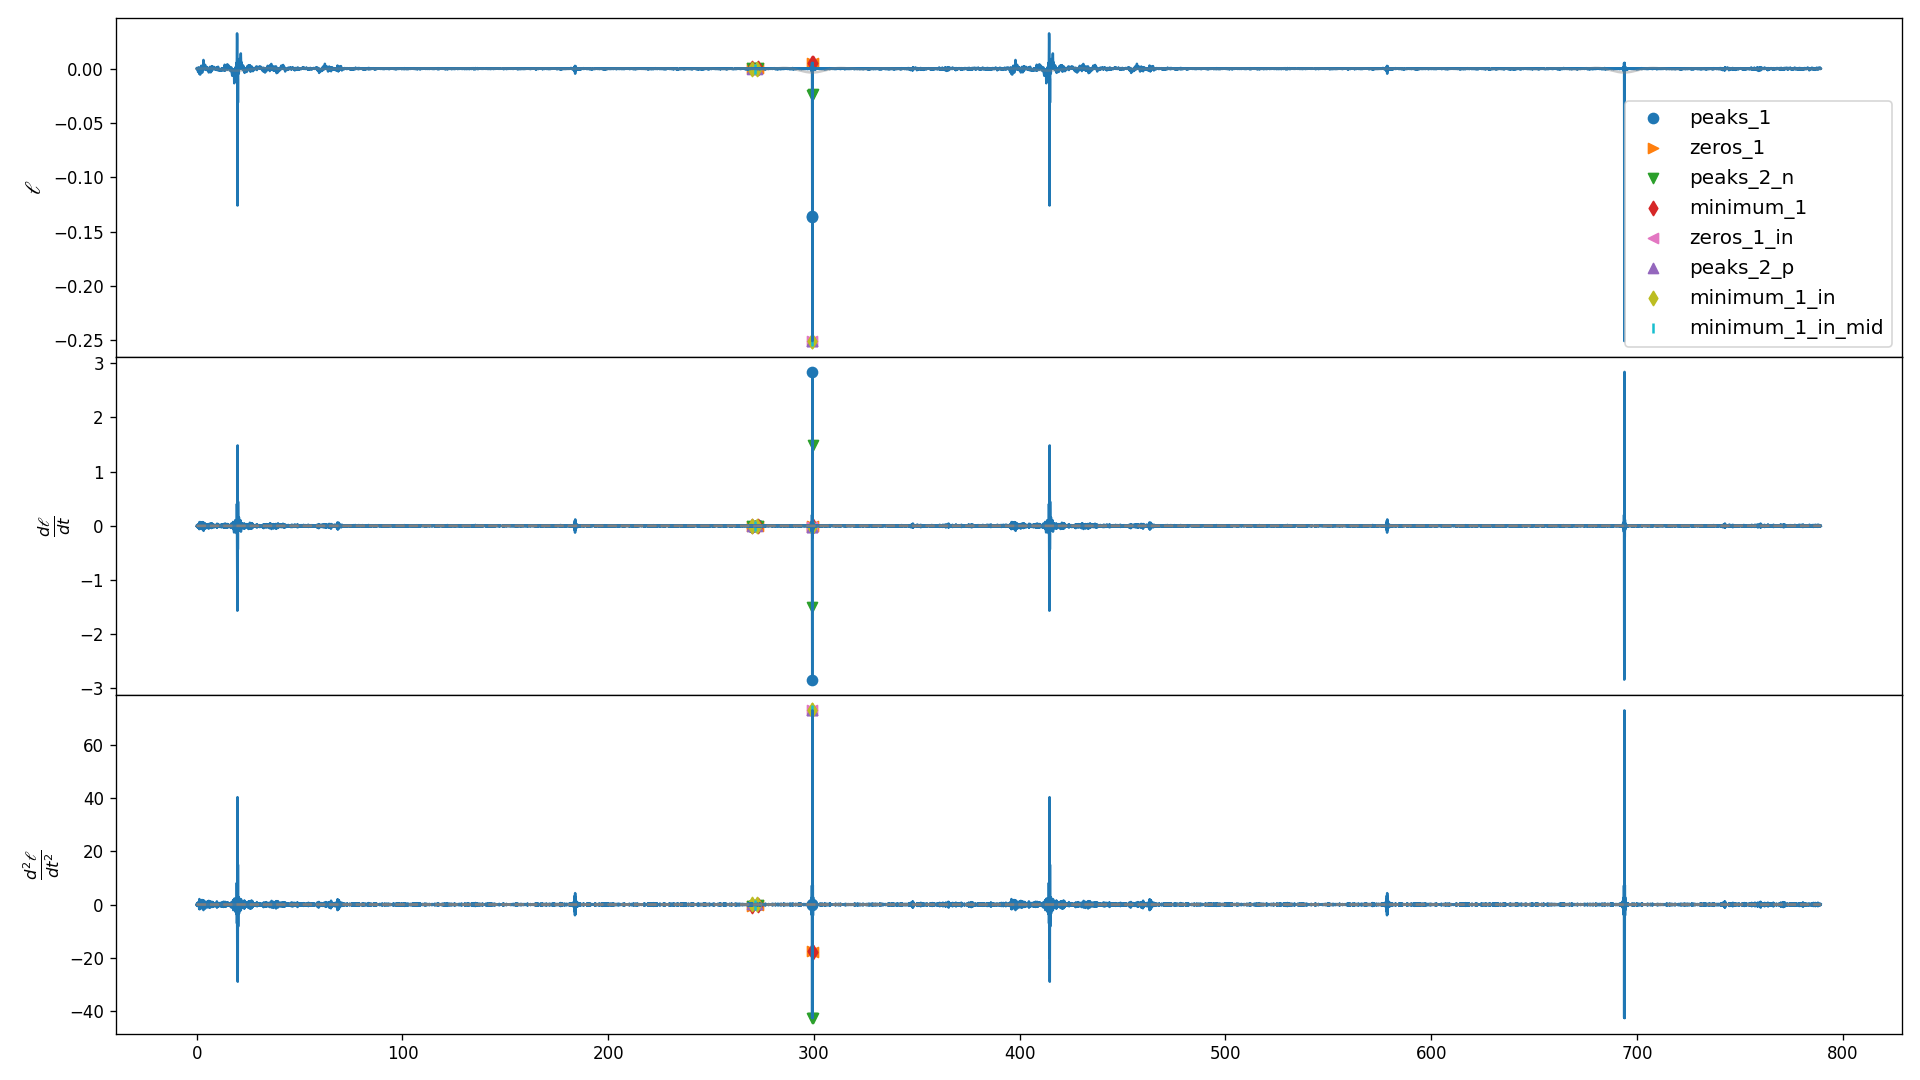 0.00
−0.05
−0.10
−0.15
−0.20
−0.25
ℓ
peaks_1
zeros_1
peaks_2_n
minimum_1
zeros_1_in
peaks_2_p
minimum_1_in
minimum_1_in_mid
3
2
1
0
−1
−2
−3
dℓ
dt
60
40
20
0
−20
−40
d²ℓ
dt²
0 100 200 300 400 500 600 700 800